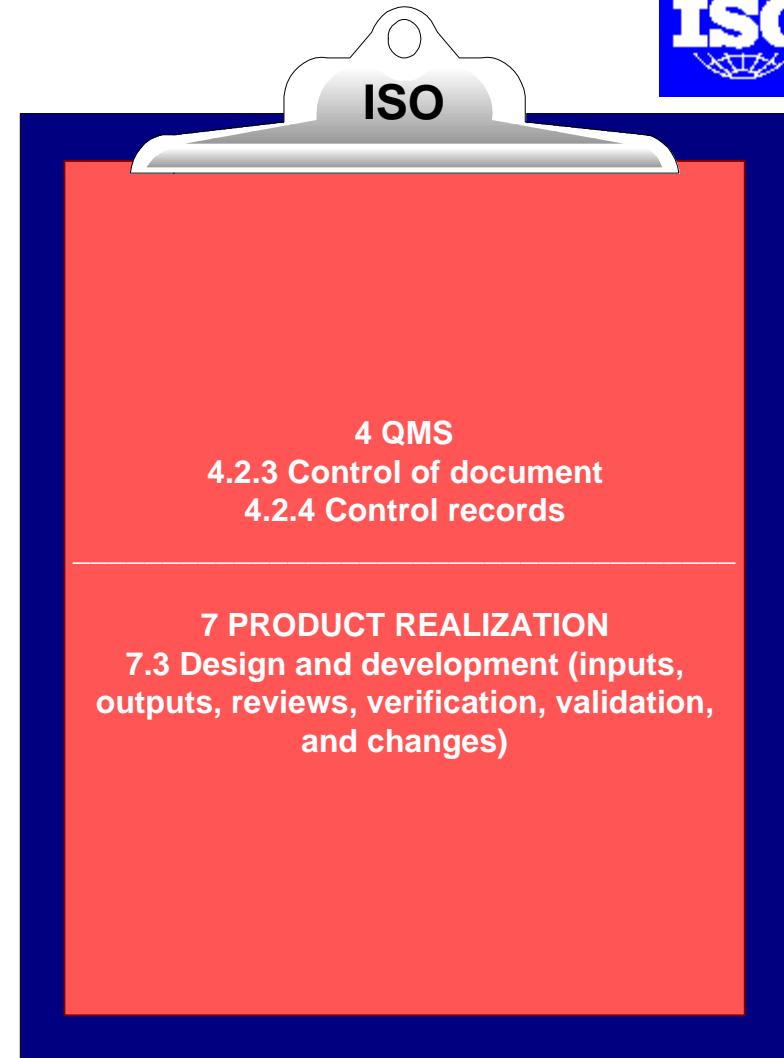 ISO
ISO
4 QMS
4.2.3 Control of document
4.2.4 Control records
7 PRODUCT REALIZATION
7.3 Design and development (inputs,
outputs, reviews, verification, validation,
and changes)